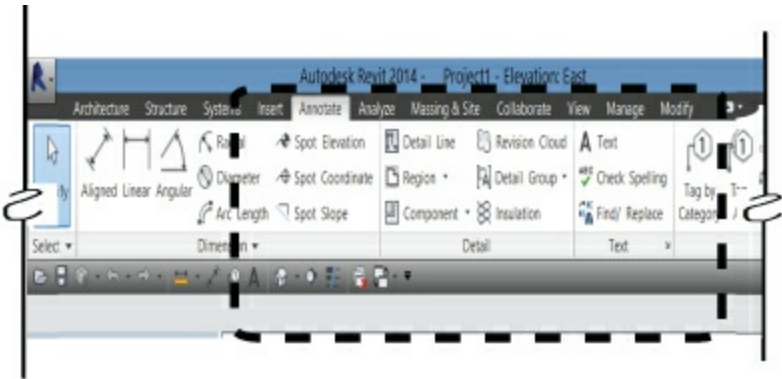 Autodesk Revit 2014 - Project1 - Elevation: East
Architecture Structure Systems Insert Annotate Analyze Massing & Site Collaborate View Manage Modify
Spot Elevation Detail Line Revision Cloud A Text
Aligned Linear Angular Diameter Spot Coordinate Region Detail Group Check Spelling
Arc Length Spot Slope Component Insulation Find/ Replace Tag by Category
Select Dimension Detail Text